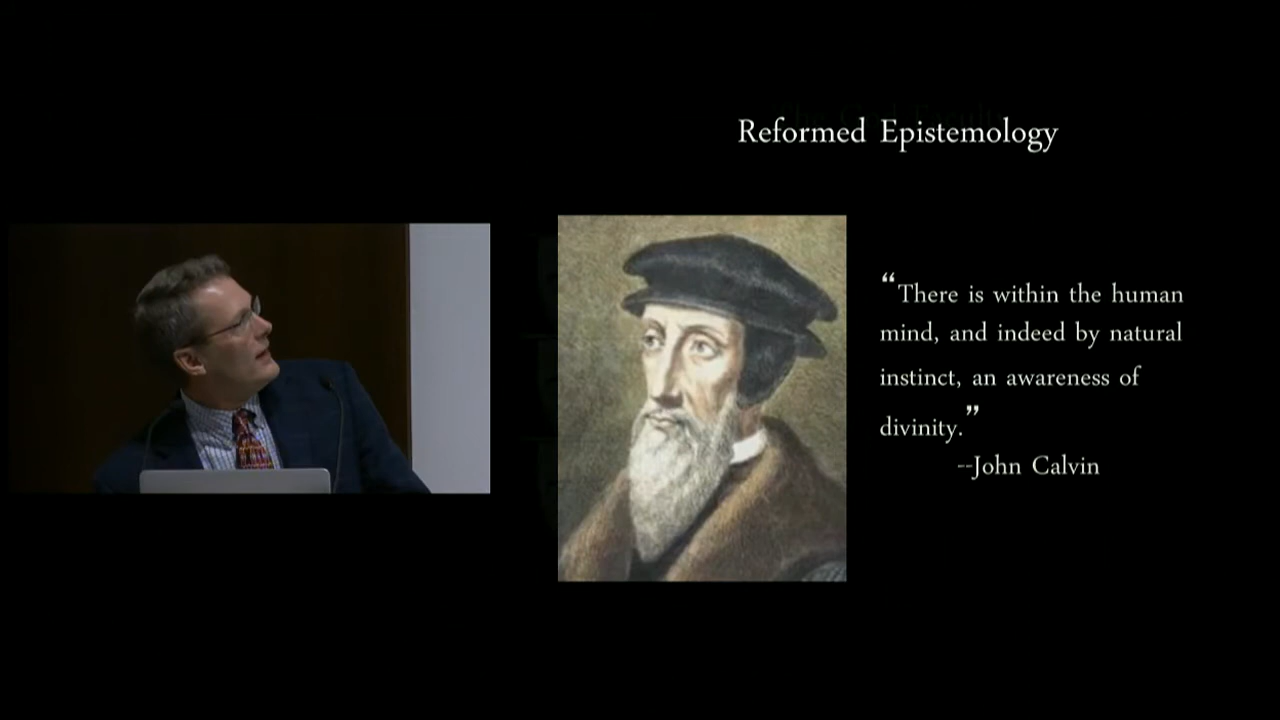 Reformed Epistemology
“There is within the human
mind, and indeed by natural
instinct, an awareness of
divinity.”
--John Calvin